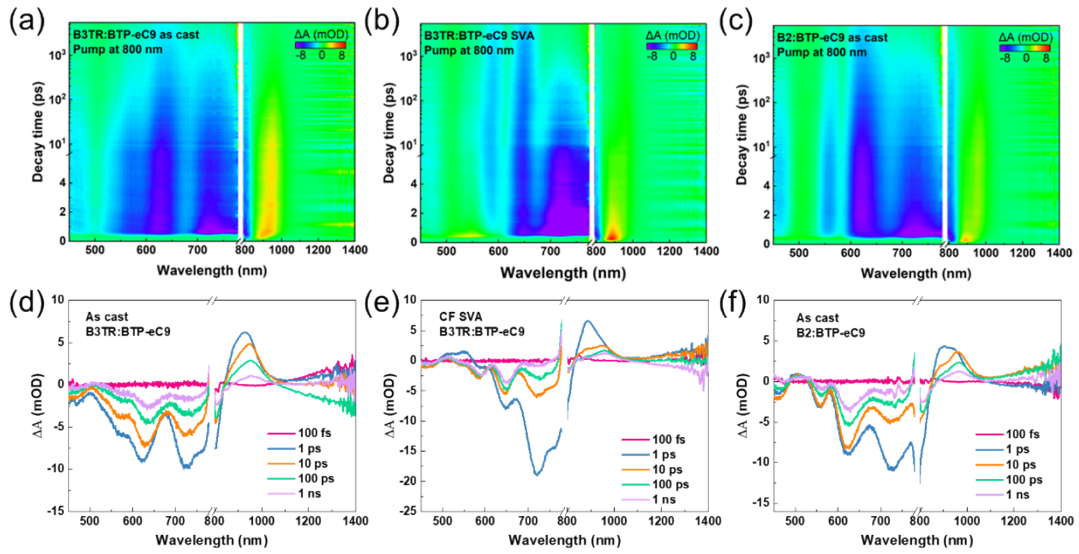 (a)
B3TR:BTP-eC9 as cast
Pump at 800 nm
ΔA (mOD)
-8 0 8
Decay time (ps)
10³
10²
10¹
4
2
0
500 600 700 800 1000 1200 1400
Wavelength (nm)
(b)
B3TR:BTP-eC9 SVA
Pump at 800 nm
ΔA (mOD)
-8 0 8
Decay time (ps)
10³
10²
10¹
4
2
0
500 600 700 800 1000 1200 1400
Wavelength (nm)
(c)
B2:BTP-eC9 as cast
Pump at 800 nm
ΔA (mOD)
-8 0 8
Decay time (ps)
10³
10²
10¹
4
2
0
500 600 700 800 1000 1200 1400
Wavelength (nm)
(d)
As cast
B3TR:BTP-eC9
ΔA (mOD)
10
5
0
-5
-10
-15
100 fs
1 ps
10 ps
100 ps
1 ns
500 600 700 800 1000 1200 1400
Wavelength (nm)
(e)
CF SVA
B3TR:BTP-eC9
ΔA (mOD)
10
5
0
-5
-10
-15
-20
-25
100 fs
1 ps
10 ps
100 ps
1 ns
500 600 700 800 1000 1200 1400
Wavelength (nm)
(f)
As cast
B2:BTP-eC9
ΔA (mOD)
10
5
0
-5
-10
-15
100 fs
1 ps
10 ps
100 ps
1 ns
500 600 700 800 1000 1200 1400
Wavelength (nm)